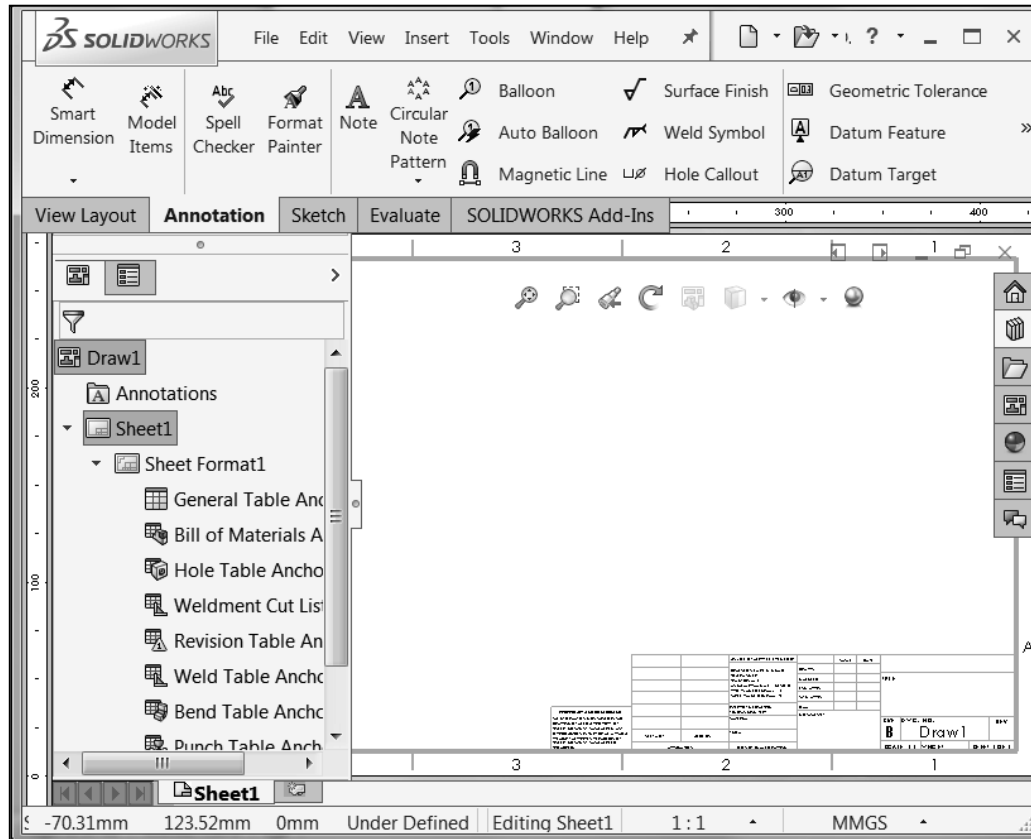 SOLIDWORKS File Edit View Insert Tools Window Help ?
Smart Dimension
Model Items
Abc
Spell Checker
Format Painter
Note
Circular Note Pattern
Balloon
Auto Balloon
Magnetic Line
Surface Finish
Weld Symbol
Hole Callout
Geometric Tolerance
Datum Feature
Datum Target
View Layout Annotation Sketch Evaluate SOLIDWORKS Add-Ins 300 400
3 2 1
Draw1
Annotations
Sheet1
Sheet Format1
General Table Anc
Bill of Materials A
Hole Table Ancho
Weldment Cut List
Revision Table An
Weld Table Ancho
Bend Table Ancho
Punch Table Anch
200
100
0
A
B Draw1
3 2 1
Sheet1
-70.31mm 123.52mm 0mm Under Defined Editing Sheet1 1:1 MMGS